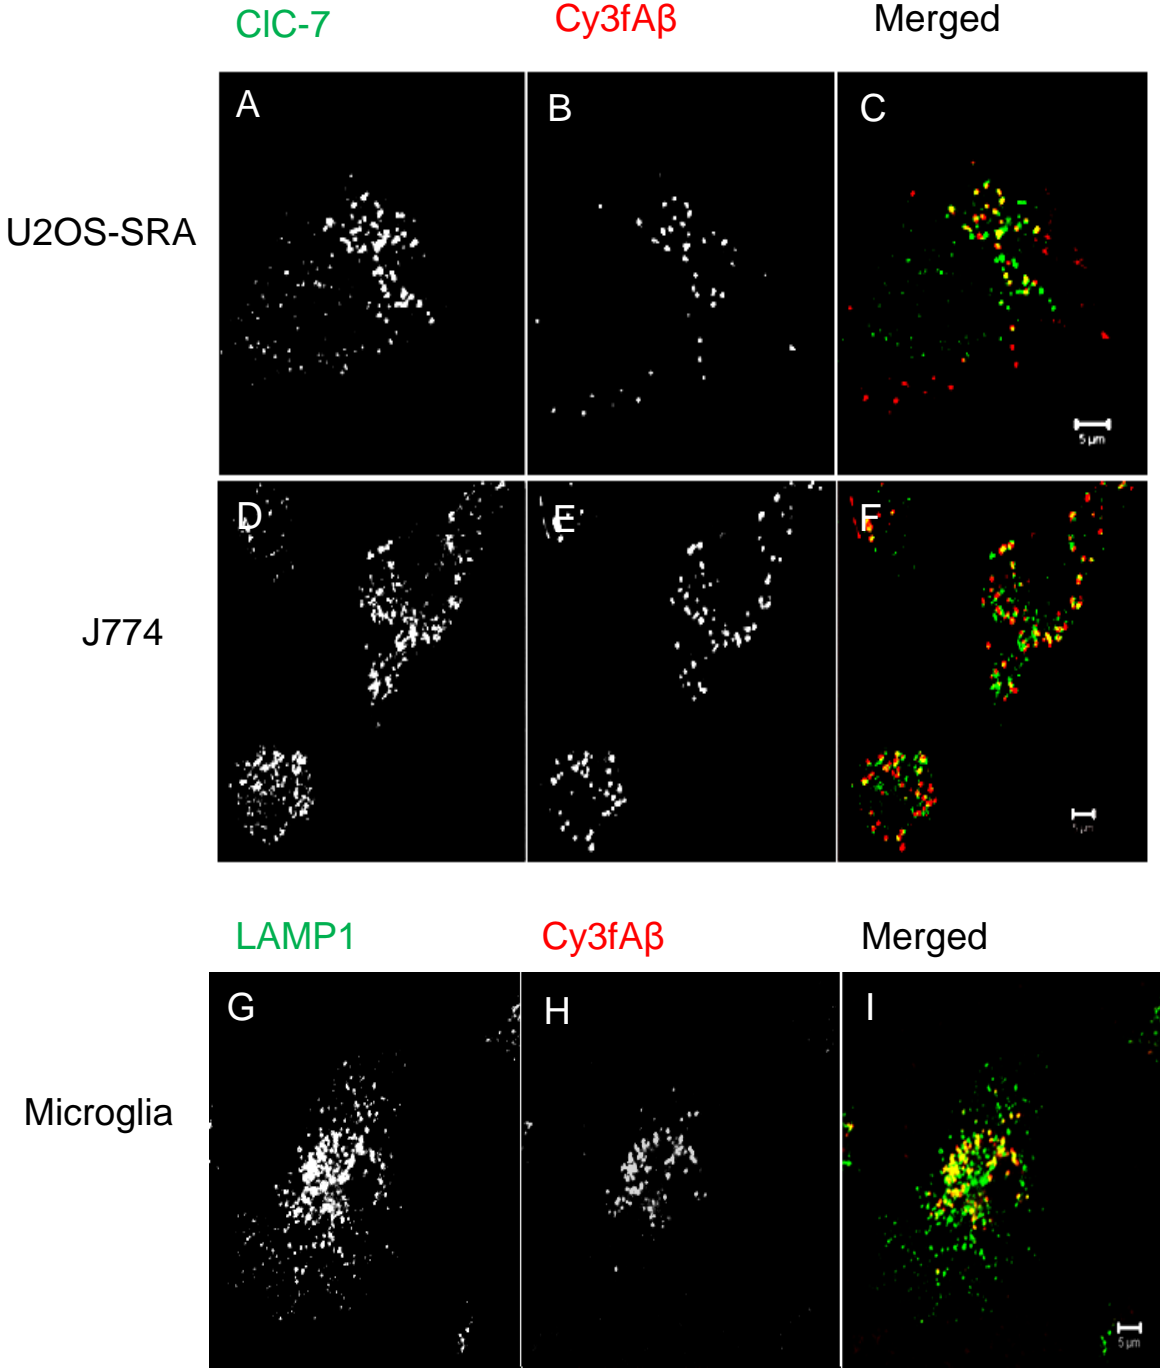 ClC-7 Cy3fAβ Merged
A B C
U2OS-SRA
5 µm
D E F
J774
LAMP1 Cy3fAβ Merged
G H I
Microglia
5 µm